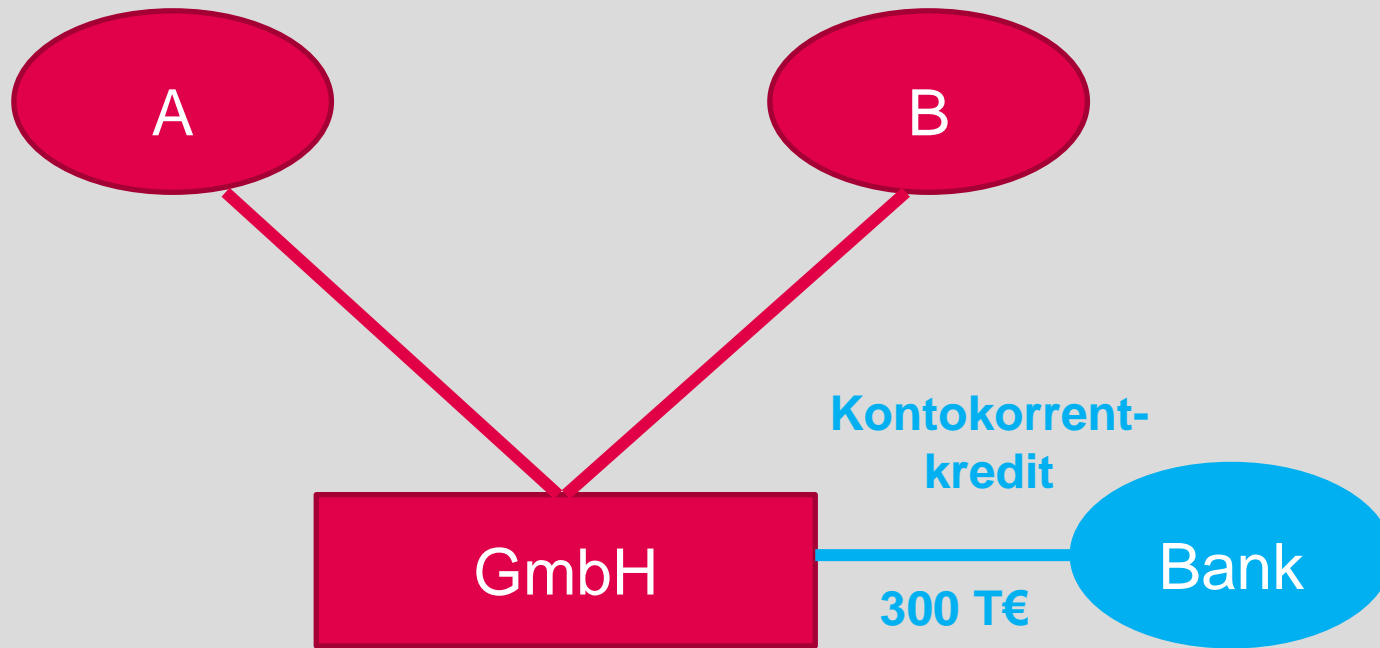 A
B
Kontokorrent-
kredit
GmbH
Bank
300 T€